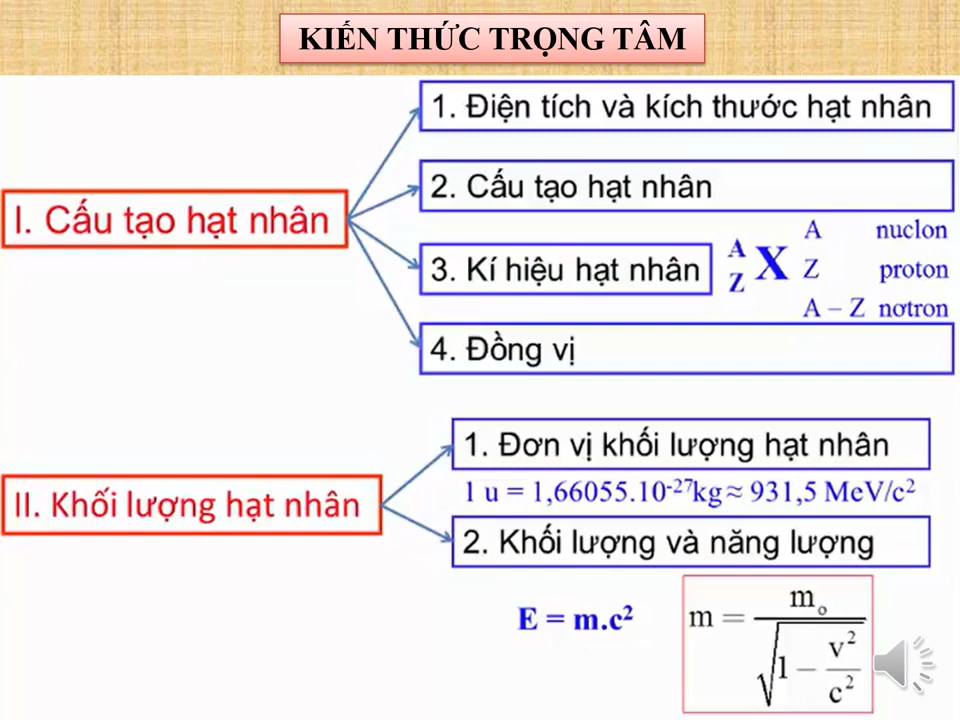 KIẾN THỨC TRỌNG TÂM
I. Cấu tạo hạt nhân
1. Điện tích và kích thước hạt nhân
2. Cấu tạo hạt nhân
3. Kí hiệu hạt nhân
A
Z X
A nuclon
Z proton
A – Z nơtron
4. Đồng vị
II. Khối lượng hạt nhân
1. Đơn vị khối lượng hạt nhân
1 u = 1,66055.10⁻²⁷kg ≈ 931,5 MeV/c²
2. Khối lượng và năng lượng
E = m.c²
m = mₒ / √(1 – v²/c²)